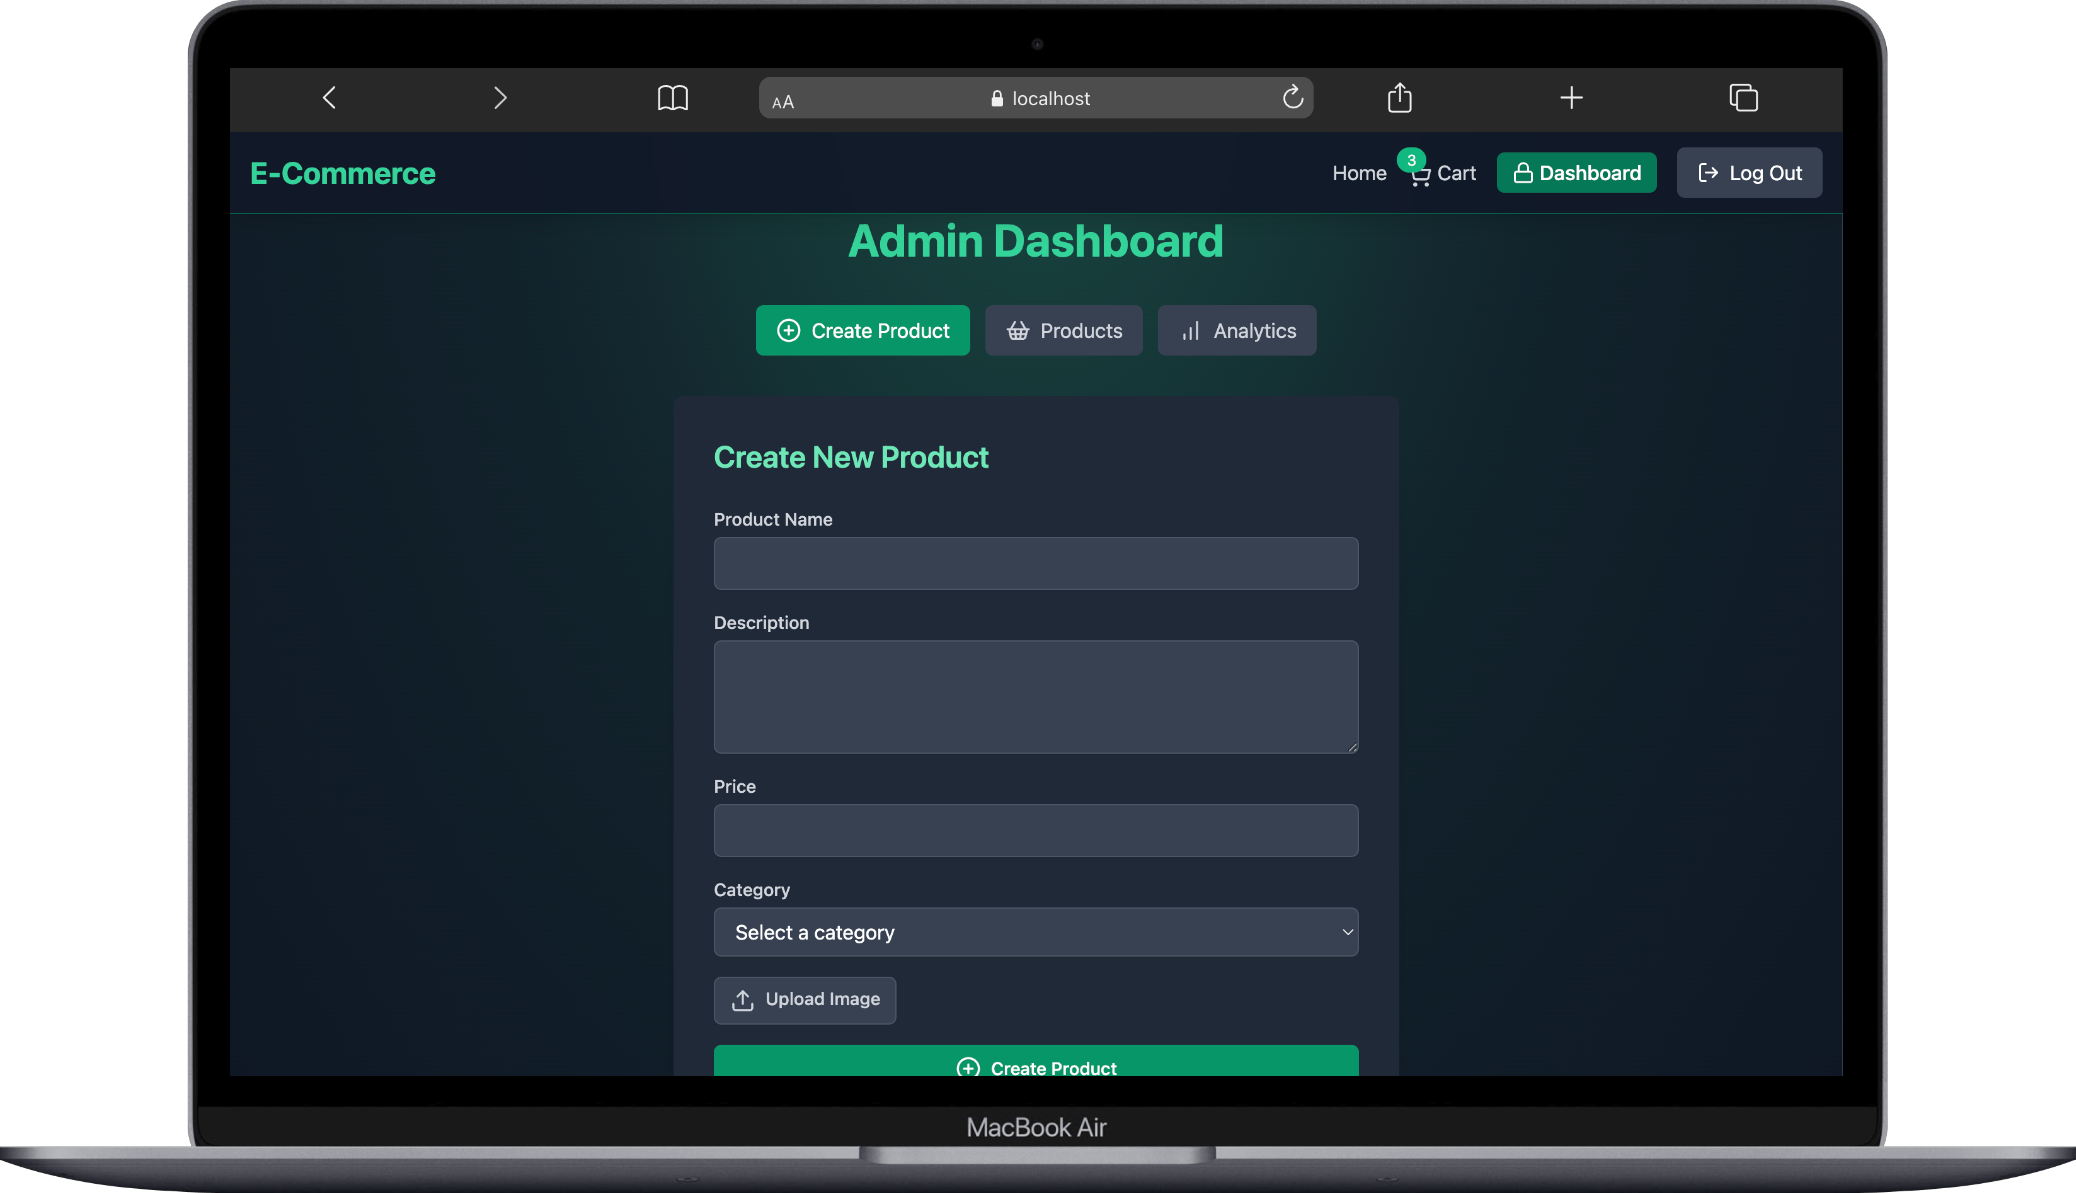 AA localhost
E-Commerce Home 3 Cart Dashboard Log Out
Admin Dashboard
Create Product Products Analytics
Create New Product
Product Name
Description
Price
Category
Select a category
Upload Image
Create Product
MacBook Air